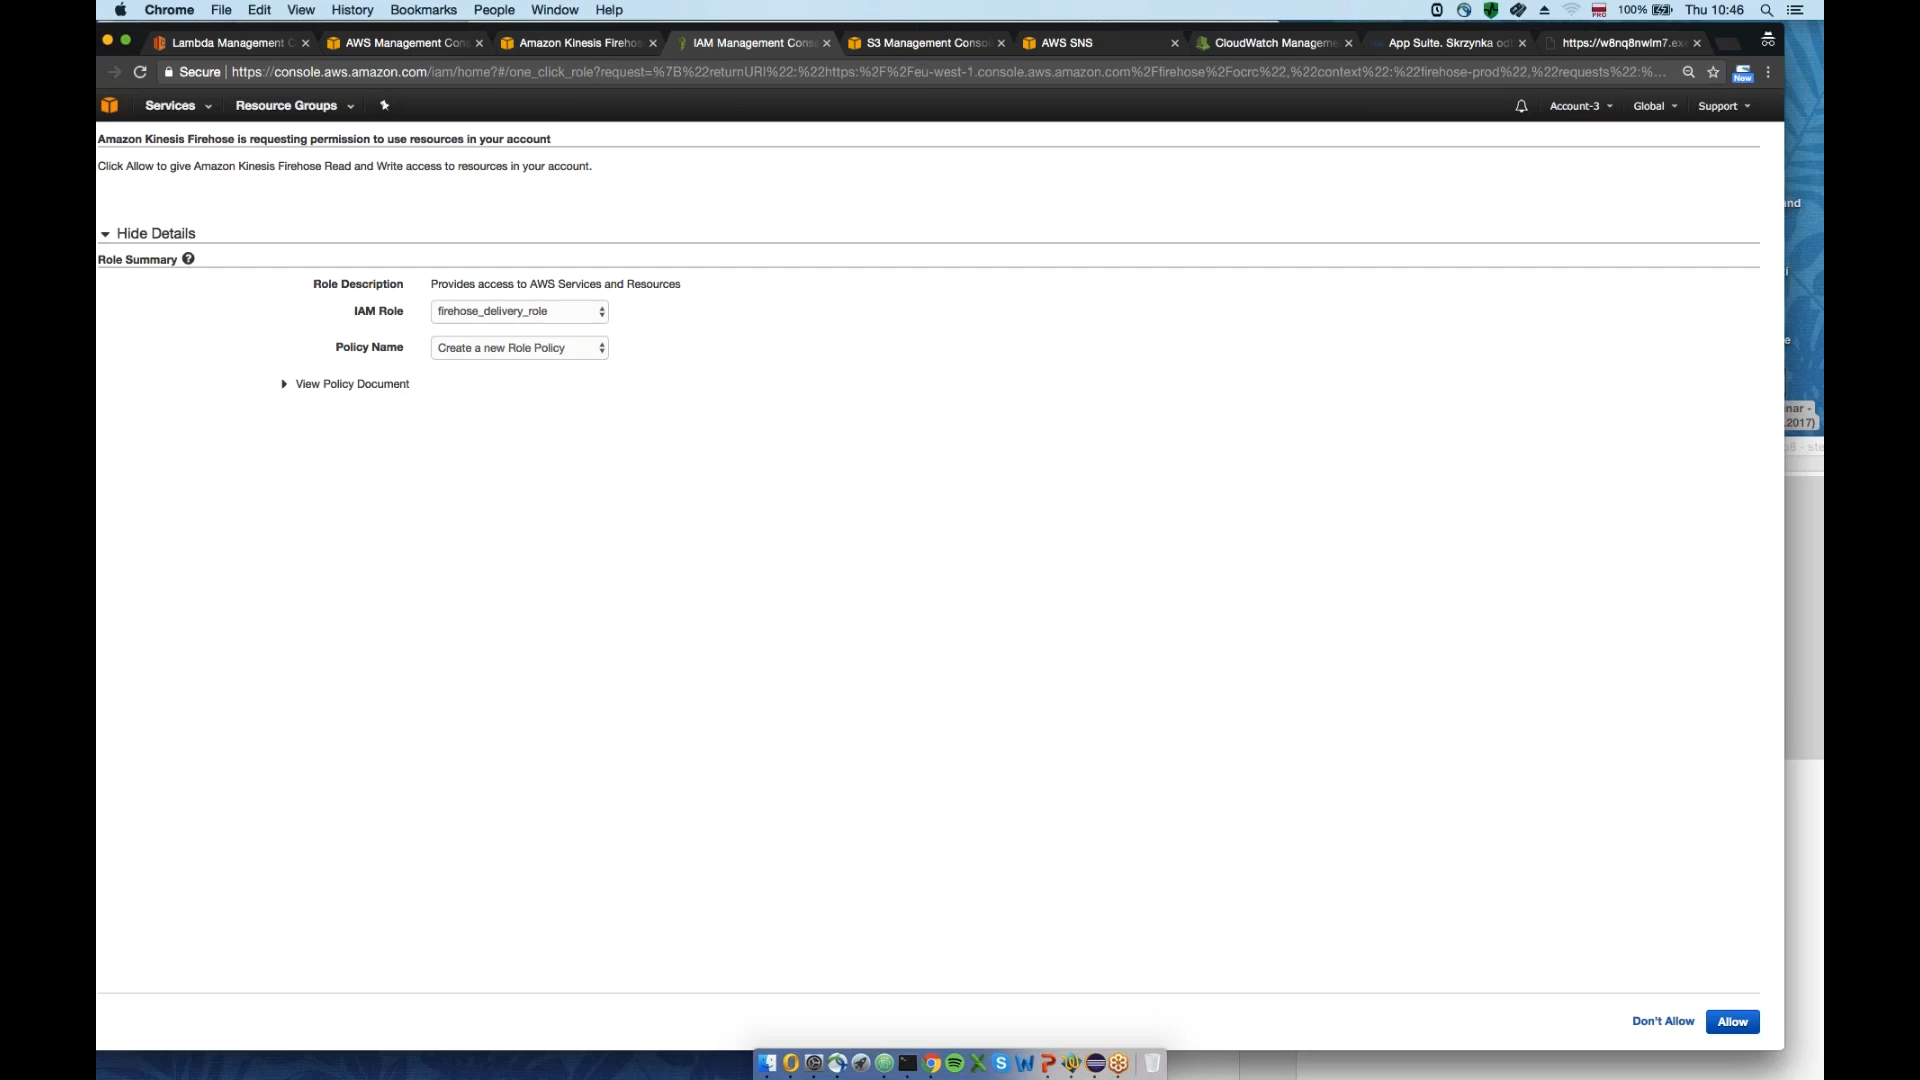 Chrome File Edit View History Bookmarks People Window Help 100% Thu 10:46
Lambda Management C AWS Management Con Amazon Kinesis Firehos IAM Management Cons S3 Management Conso AWS SNS CloudWatch Manageme App Suite. Skrzynka od https://w8nq8nwlm7.ex
Secure | https://console.aws.amazon.com/iam/home?#/one_click_role?request=%7B%22returnURl%22:%22https:%2F%2Feu-west-1.console.aws.amazon.com%2Ffirehose%2Focrc%22,%22context%22:%22firehose-prod%22,%22requests%22:%... New
Services Resource Groups Account-3 Global Support
Amazon Kinesis Firehose is requesting permission to use resources in your account
Click Allow to give Amazon Kinesis Firehose Read and Write access to resources in your account.
Hide Details
Role Summary ?
Role Description Provides access to AWS Services and Resources
IAM Role firehose_delivery_role
Policy Name Create a new Role Policy
View Policy Document
nar -
2017)
Don't Allow Allow